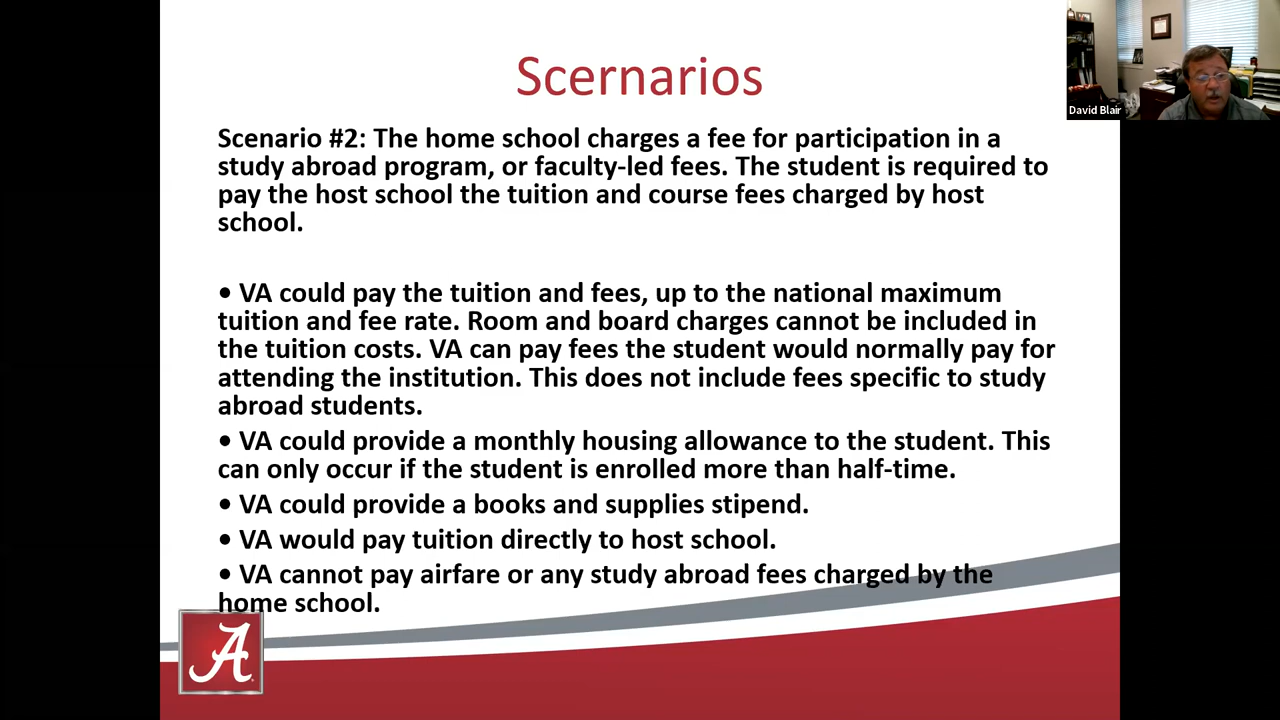 Scernarios
David Blair
Scenario #2: The home school charges a fee for participation in a
study abroad program, or faculty-led fees. The student is required to
pay the host school the tuition and course fees charged by host
school.
• VA could pay the tuition and fees, up to the national maximum
tuition and fee rate. Room and board charges cannot be included in
the tuition costs. VA can pay fees the student would normally pay for
attending the institution. This does not include fees specific to study
abroad students.
• VA could provide a monthly housing allowance to the student. This
can only occur if the student is enrolled more than half-time.
• VA could provide a books and supplies stipend.
• VA would pay tuition directly to host school.
• VA cannot pay airfare or any study abroad fees charged by the
home school.
A